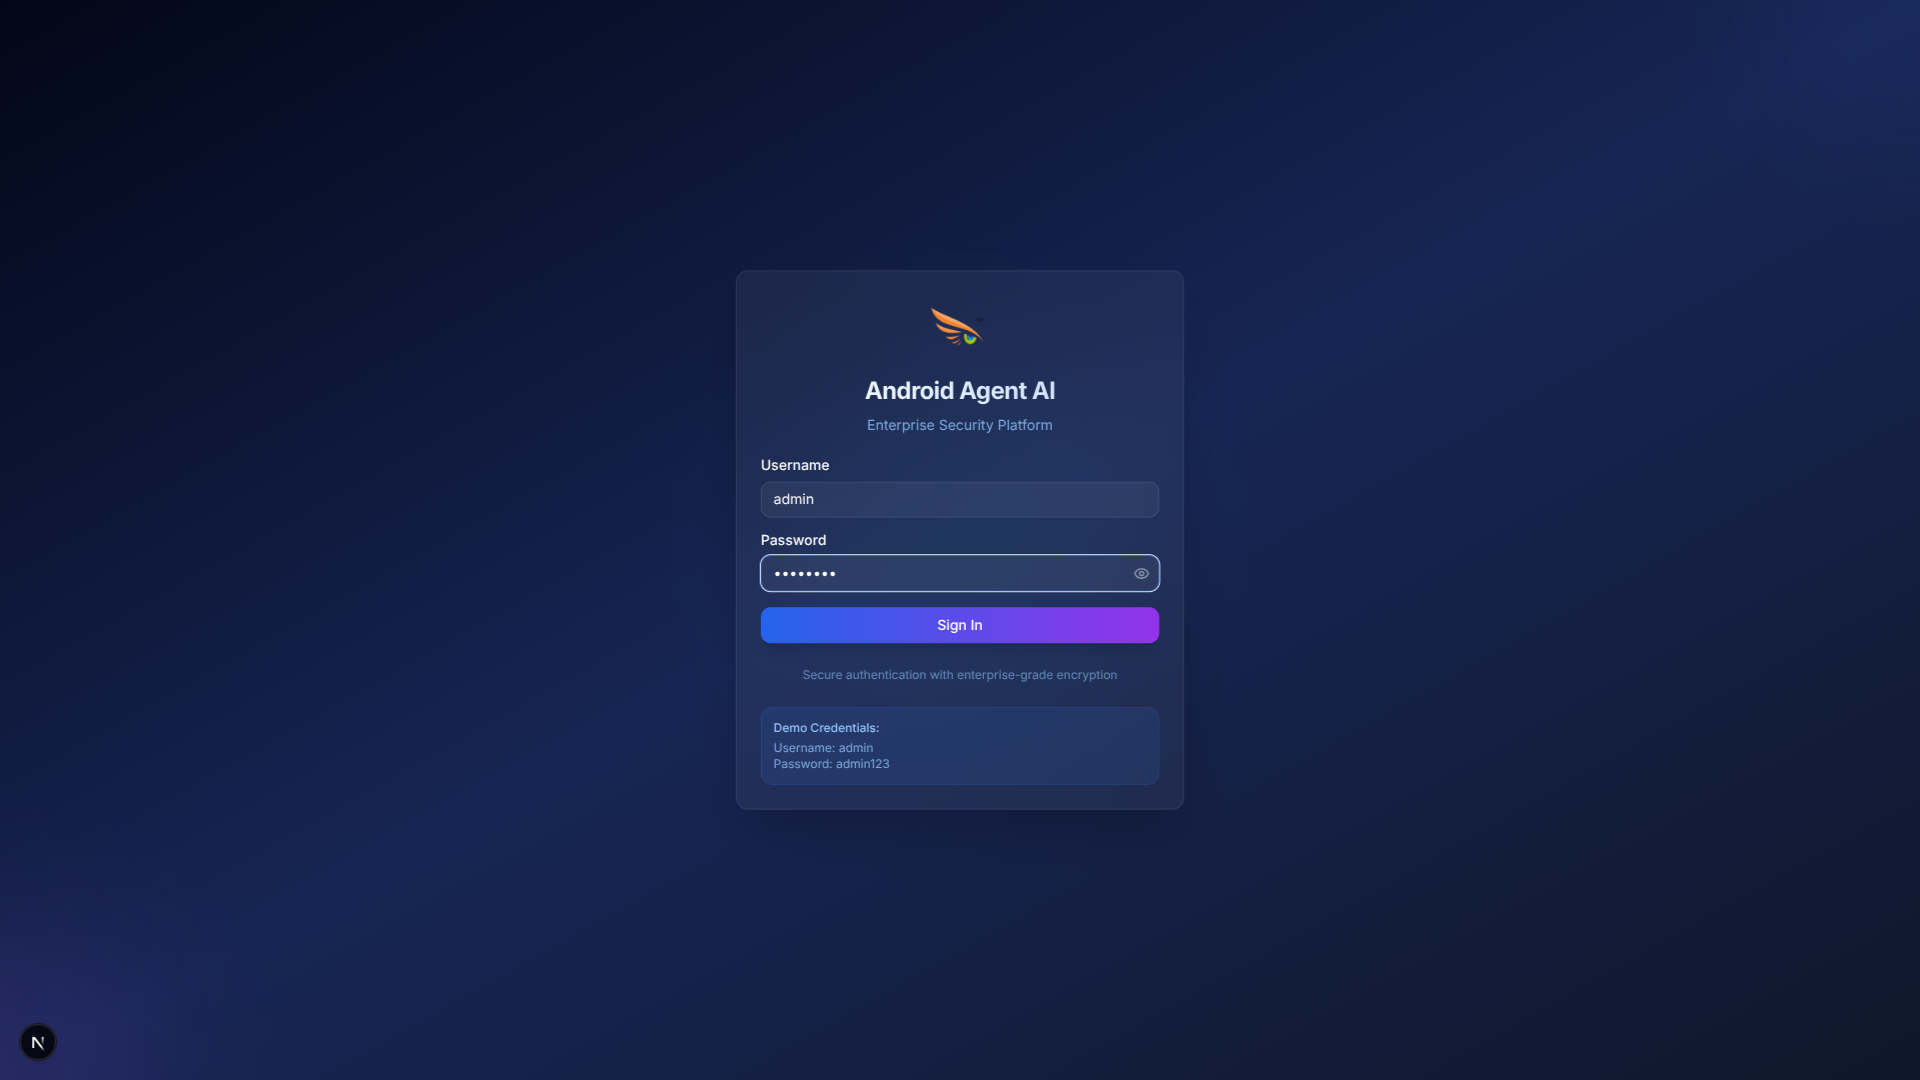 Android Agent AI
Enterprise Security Platform
Username
admin
Password
••••••••
Sign In
Secure authentication with enterprise-grade encryption
Demo Credentials:
Username: admin
Password: admin123
N